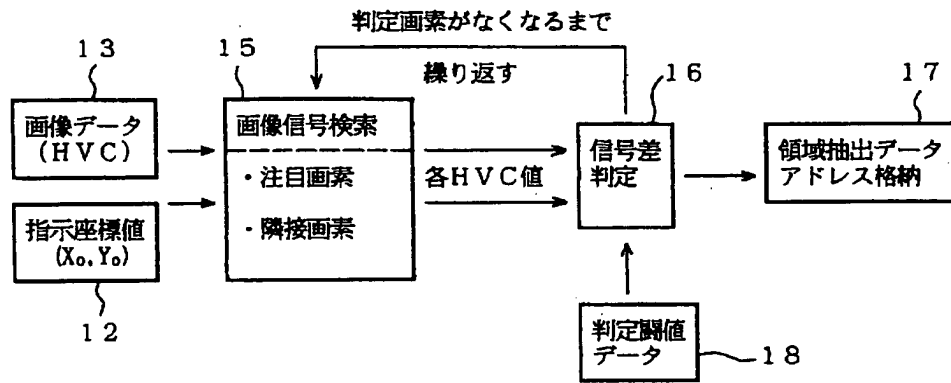 判定画素がなくなるまで
繰り返す
13
15
16
17
画像データ
(HVC)
画像信号検索
・注目画素
・隣接画素
各HVC値
信号差
判定
領域抽出データ
アドレス格納
指示座標値
(X₀,Y₀)
12
判定閾値
データ
18